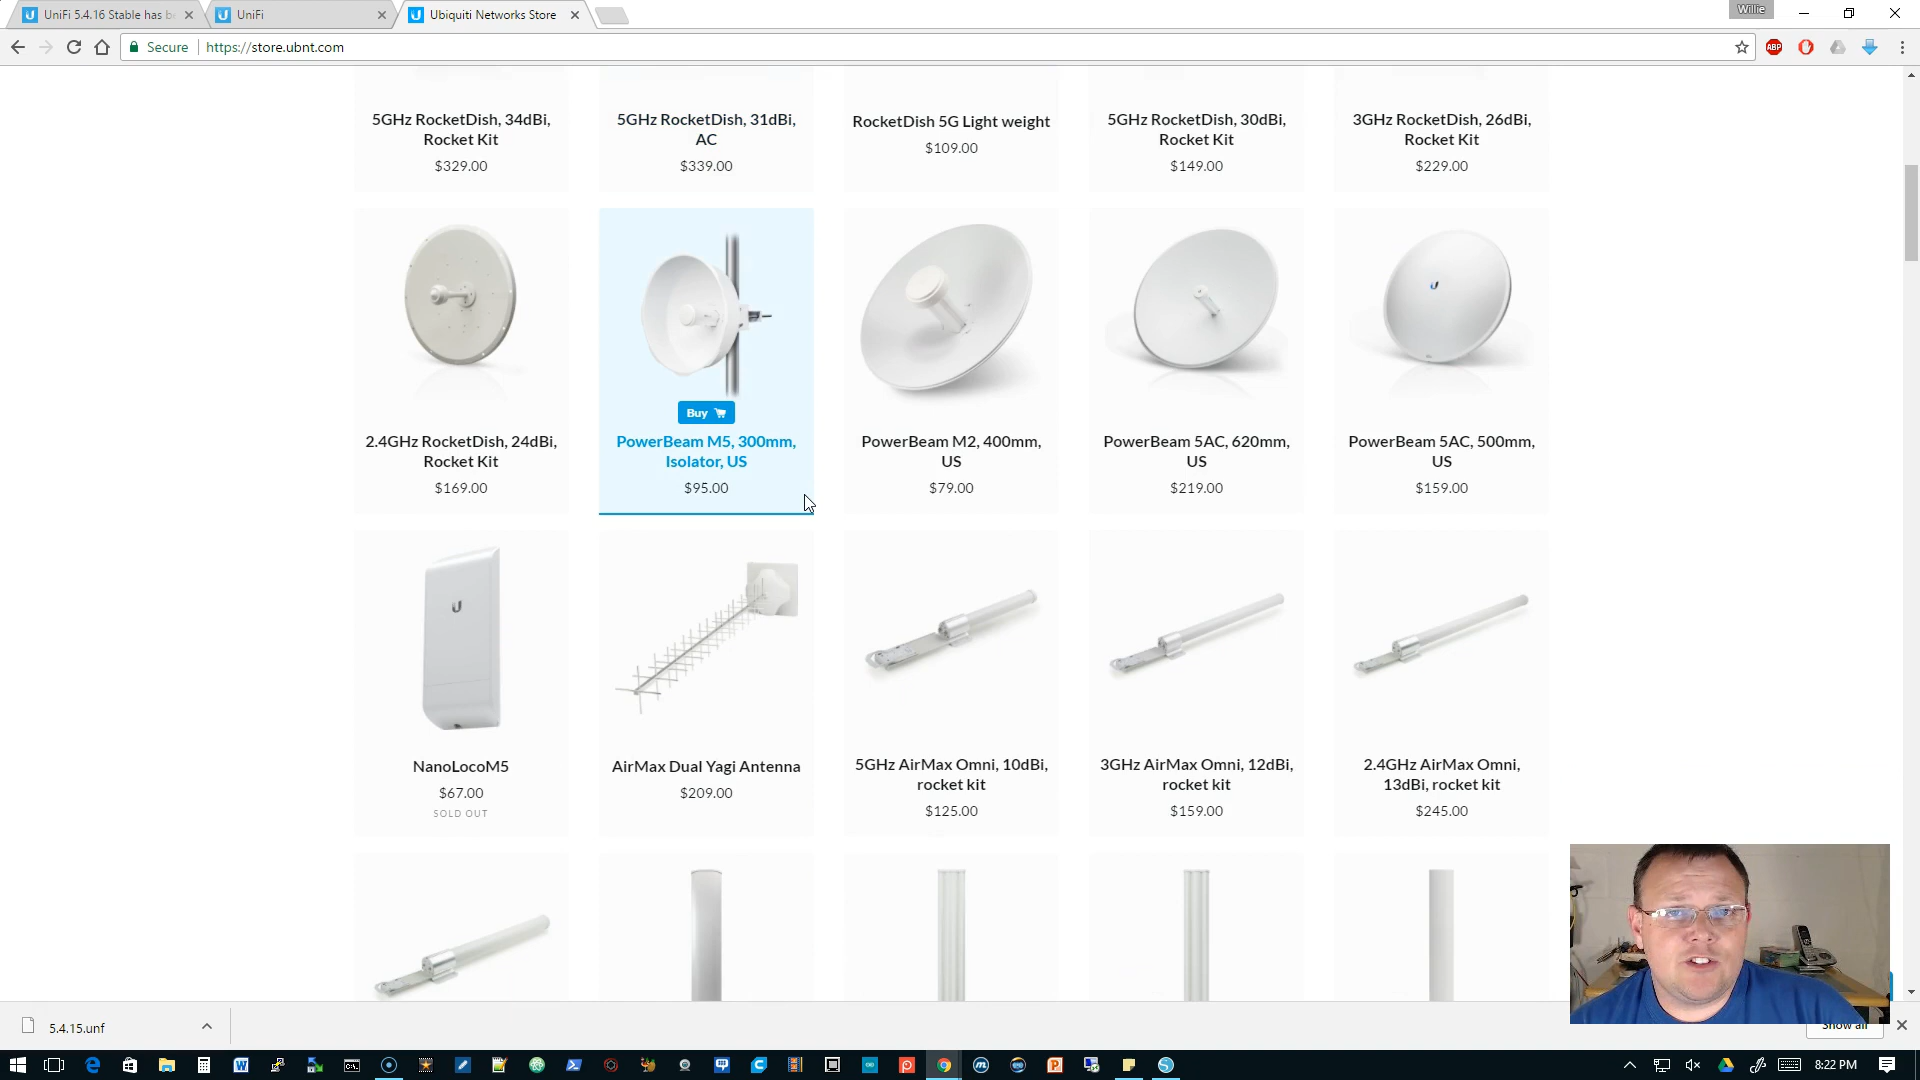 UniFi 5.4.16 Stable has be
UniFi
Ubiquiti Networks Store
Willie
Secure
https://store.ubnt.com
ABP
5GHz RocketDish, 34dBi,
Rocket Kit
$329.00
5GHz RocketDish, 31dBi,
AC
$339.00
RocketDish 5G Light weight
$109.00
5GHz RocketDish, 30dBi,
Rocket Kit
$149.00
3GHz RocketDish, 26dBi,
Rocket Kit
$229.00
2.4GHz RocketDish, 24dBi,
Rocket Kit
$169.00
Buy
PowerBeam M5, 300mm,
Isolator, US
$95.00
PowerBeam M2, 400mm,
US
$79.00
PowerBeam 5AC, 620mm,
US
$219.00
PowerBeam 5AC, 500mm,
US
$159.00
NanoLocoM5
$67.00
SOLD OUT
AirMax Dual Yagi Antenna
$209.00
5GHz AirMax Omni, 10dBi,
rocket kit
$125.00
3GHz AirMax Omni, 12dBi,
rocket kit
$159.00
2.4GHz AirMax Omni,
13dBi, rocket kit
$245.00
5.4.15.unf
Show all
8:22 PM